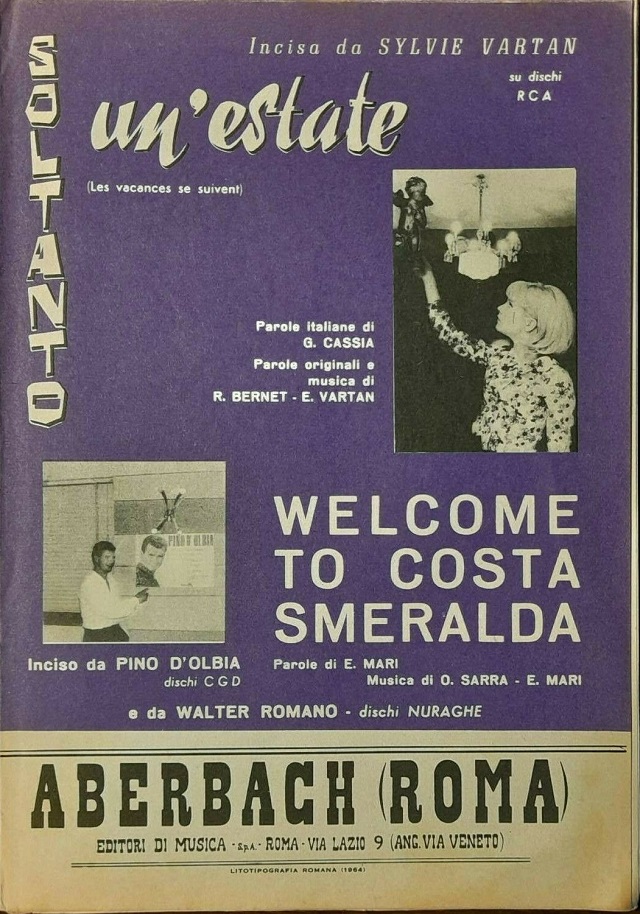 SOLTANTO
Incisa da SYLVIE VARTAN
su dischi
RCA
un'estate
(Les vacances se suivent)
Parole italiane di
G. CASSIA
Parole originali e
musica di
R. BERNET - E. VARTAN
PINO D'OLBIA
WELCOME
TO COSTA
SMERALDA
Inciso da PINO D'OLBIA
dischi CGD
Parole di E. MARI
Musica di O. SARRA - E. MARI
e da WALTER ROMANO - dischi NURAGHE
ABERBACH (ROMA)
EDITORI DI MUSICA - S.p.A. - ROMA - VIA LAZIO 9 (ANG. VIA VENETO)
LITOTIPOGRAFIA ROMANA (1964)